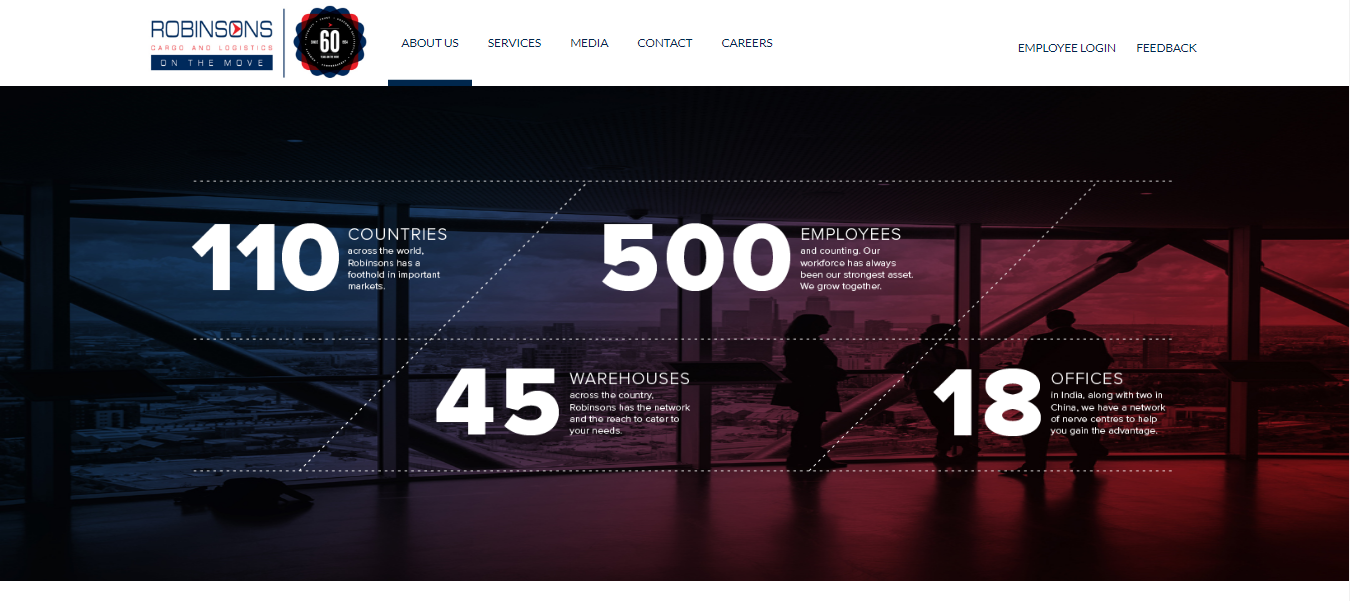 ROBINSONS
CARGO AND LOGISTICS
ON THE MOVE
60
ABOUT US
SERVICES
MEDIA
CONTACT
CAREERS
EMPLOYEE LOGIN
FEEDBACK
110
COUNTRIES
across the world,
Robinsons has a
foothold in important
markets.
500
EMPLOYEES
and counting. Our
workforce has always
been our strongest asset.
We grow together.
45
WAREHOUSES
across the country,
Robinsons has the network
and the reach to cater to
your needs.
18
OFFICES
in India, along with two in
China, we have a network
of nerve centres to help
you gain the advantage.